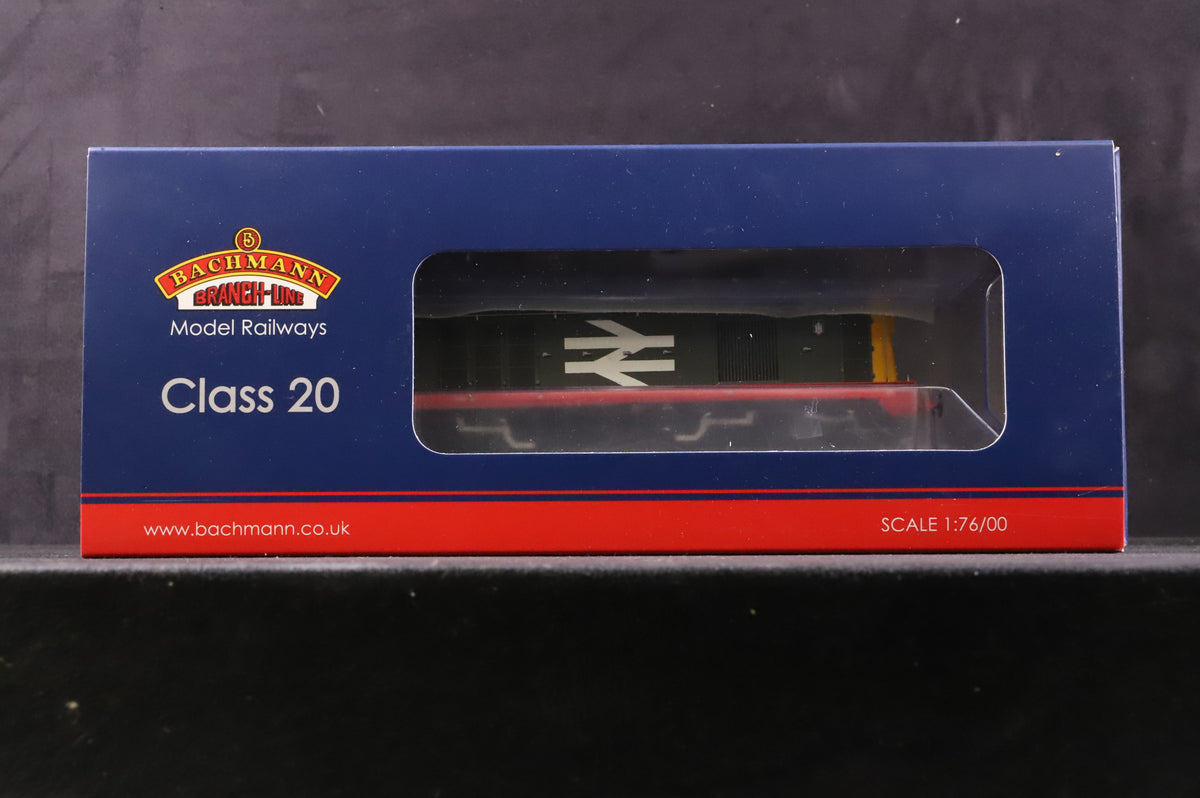 BACHMANN
BRANCH-LINE
Model Railways
Class 20
www.bachmann.co.uk
SCALE 1:76/00